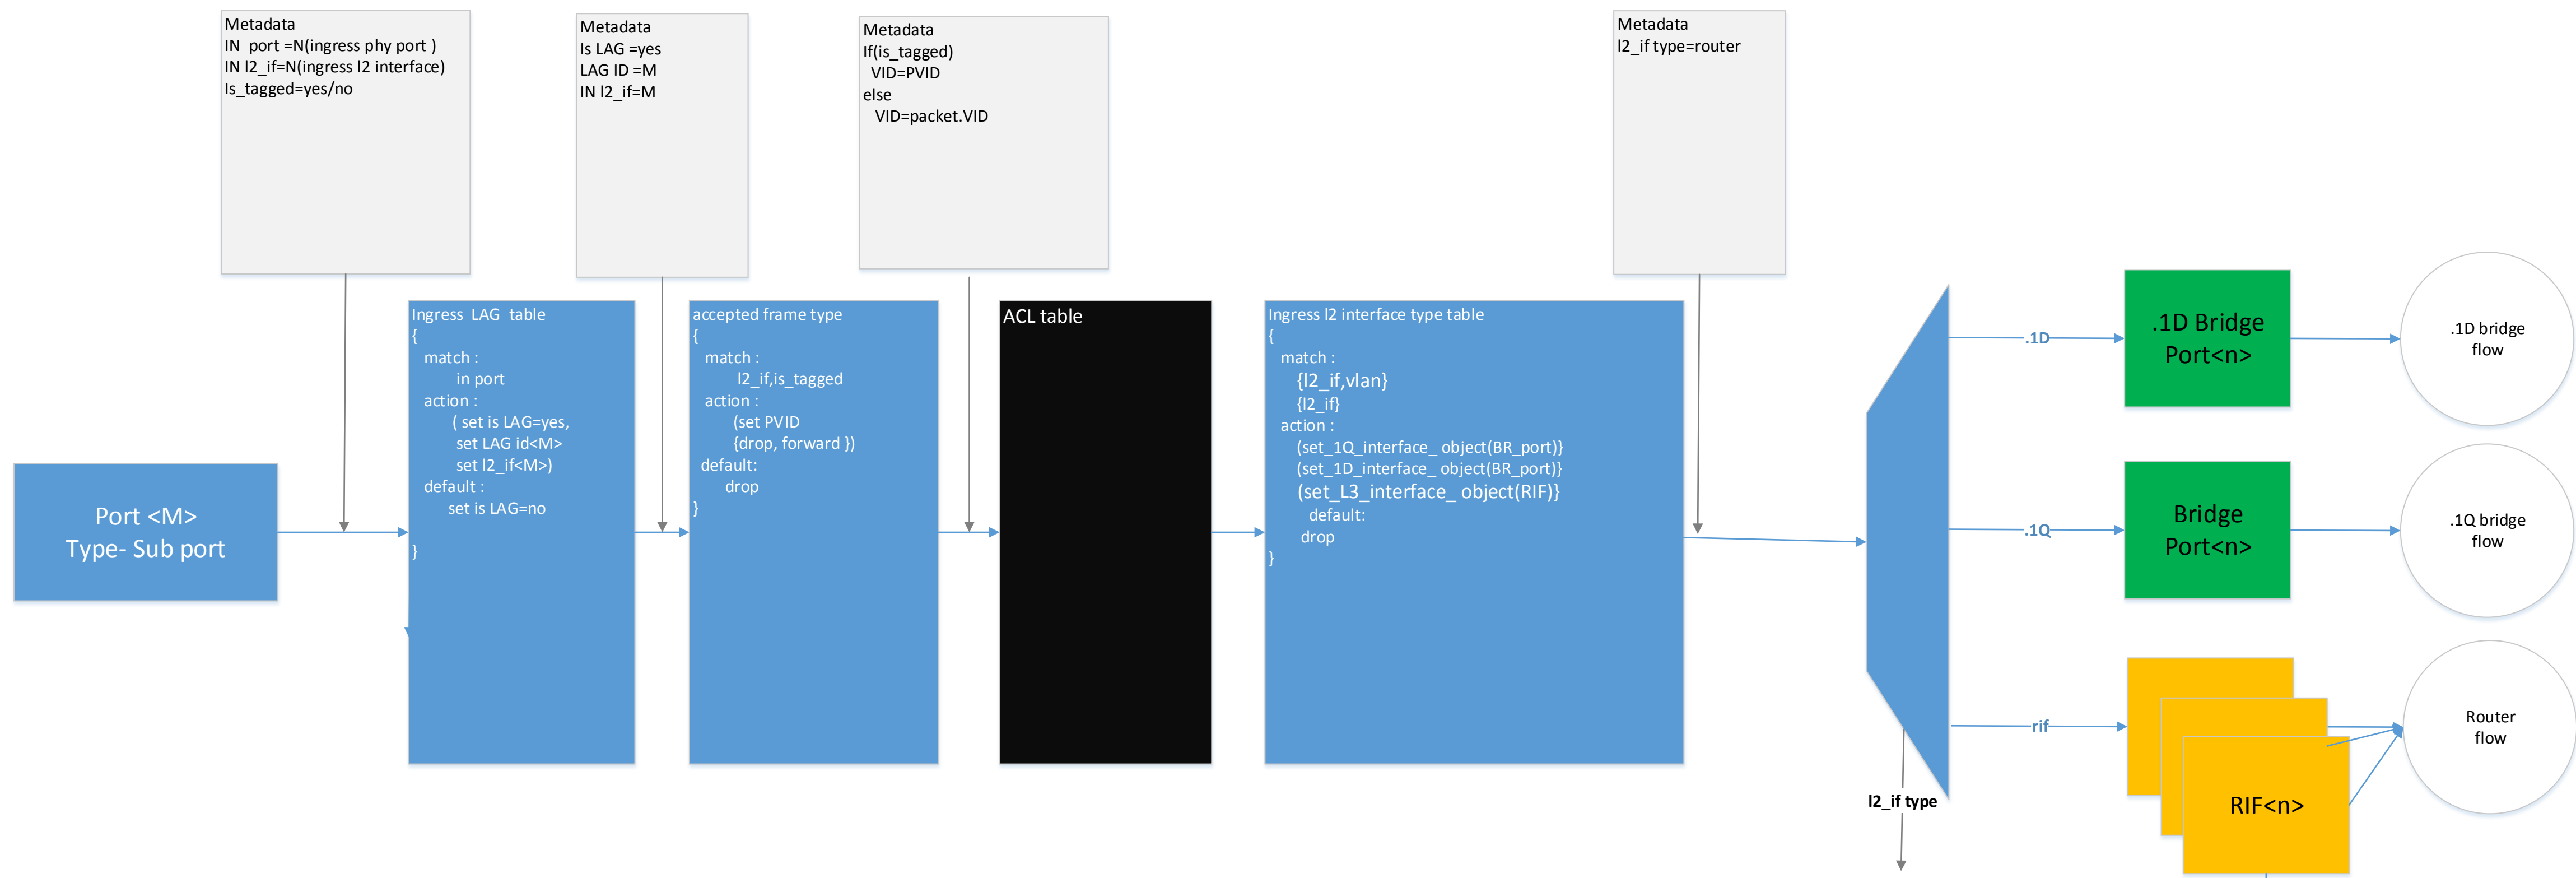 Metadata
IN port =N(ingress phy port )
IN l2_if=N(ingress l2 interface)
Is_tagged=yes/no
Metadata
Is LAG =yes
LAG ID =M
IN l2_if=M
Metadata
If(is_tagged)
VID=PVID
else
VID=packet.VID
Metadata
l2_if type=router
Port <M>
Type- Sub port
Ingress LAG table
{
match :
in port
action :
( set is LAG=yes,
set LAG id<M>
set l2_if<M>)
default :
set is LAG=no
}
accepted frame type
{
match :
l2_if,is_tagged
action :
(set PVID
{drop, forward })
default:
drop
}
ACL table
Ingress l2 interface type table
{
match :
{l2_if,vlan}
{l2_if}
action :
(set_1Q_interface_ object(BR_port)}
(set_1D_interface_ object(BR_port)}
(set_L3_interface_ object(RIF)}
default:
drop
}
.1D
.1Q
rif
l2_if type
.1D Bridge
Port<n>
Bridge
Port<n>
RIF<n>
.1D bridge
flow
.1Q bridge
flow
Router
flow